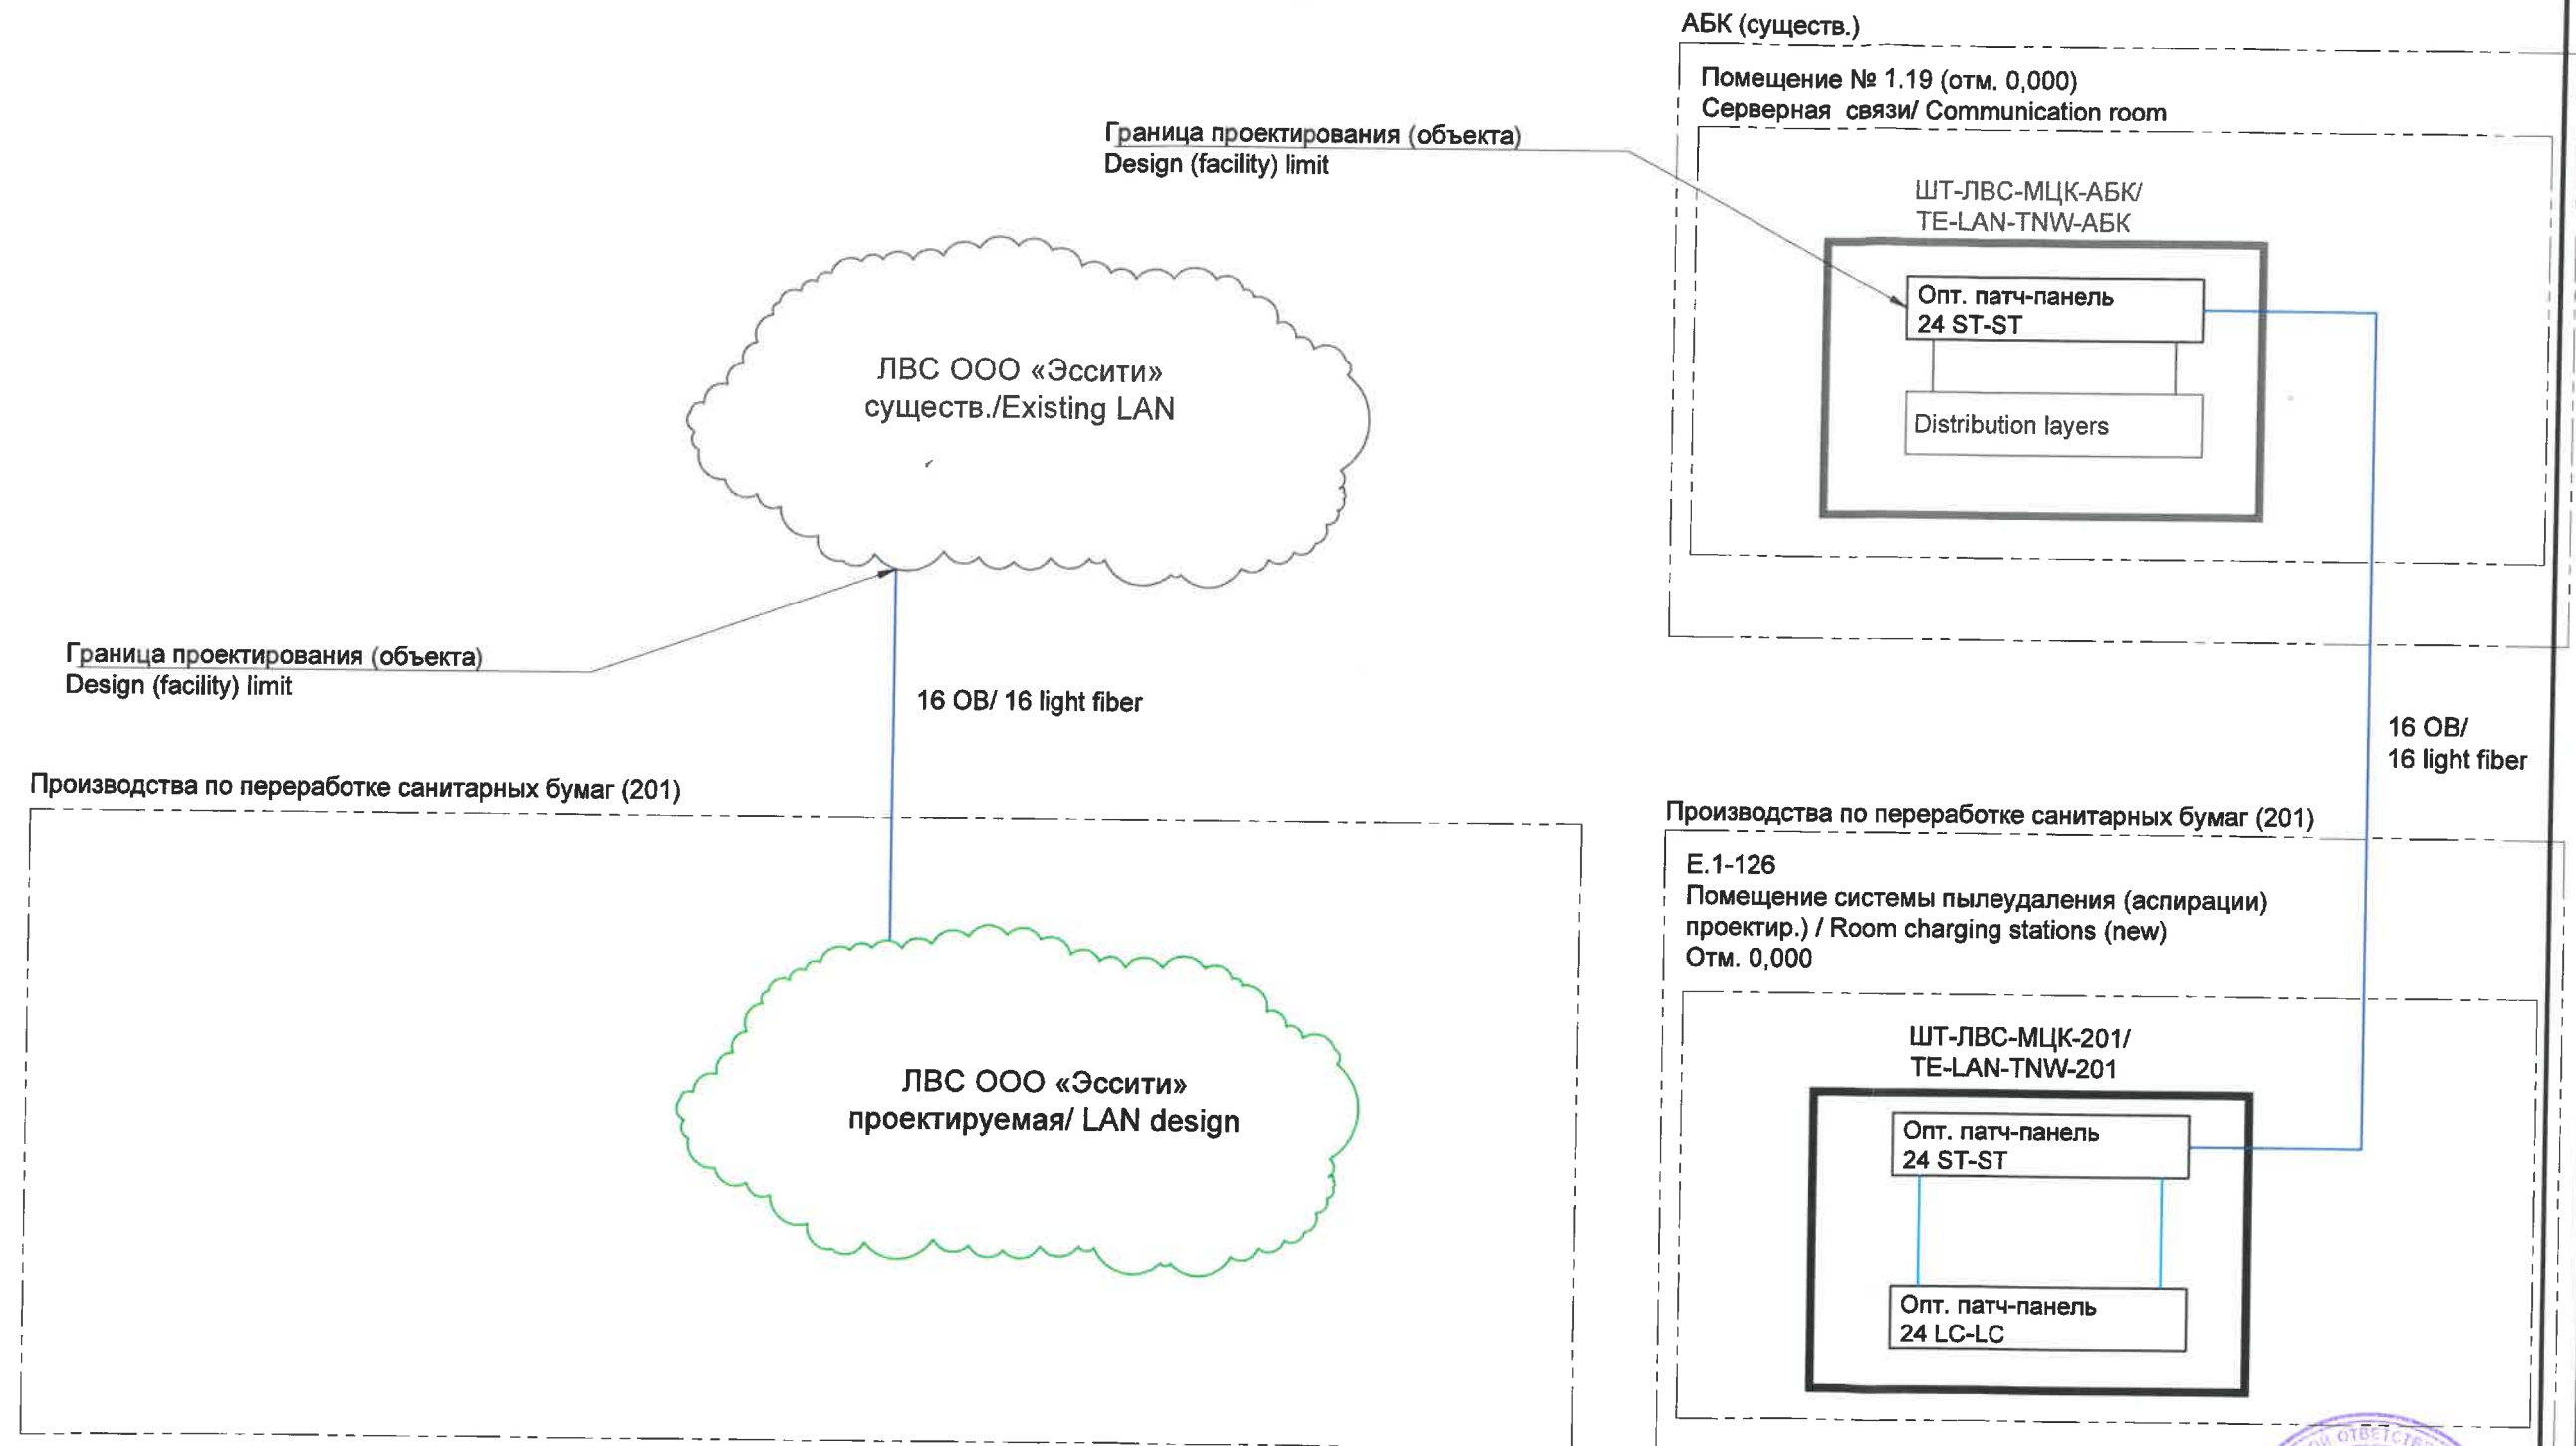 АБК (существ.)
Помещение № 1.19 (отм. 0,000)
Серверная связи/ Communication room
Граница проектирования (объекта)
Design (facility) limit
ШТ-ЛВС-МЦК-АБК/
TE-LAN-TNW-АБК
Опт. патч-панель
24 ST-ST
Distribution layers
ЛВС ООО «Эссити»
существ./Existing LAN
Граница проектирования (объекта)
Design (facility) limit
16 ОВ/ 16 light fiber
16 ОВ/
16 light fiber
Производства по переработке санитарных бумаг (201)
ЛВС ООО «Эссити»
проектируемая/ LAN design
Производства по переработке санитарных бумаг (201)
E.1-126
Помещение системы пылеудаления (аспирации)
проектир.) / Room charging stations (new)
Отм. 0,000
ШТ-ЛВС-МЦК-201/
TE-LAN-TNW-201
Опт. патч-панель
24 ST-ST
Опт. патч-панель
24 LC-LC